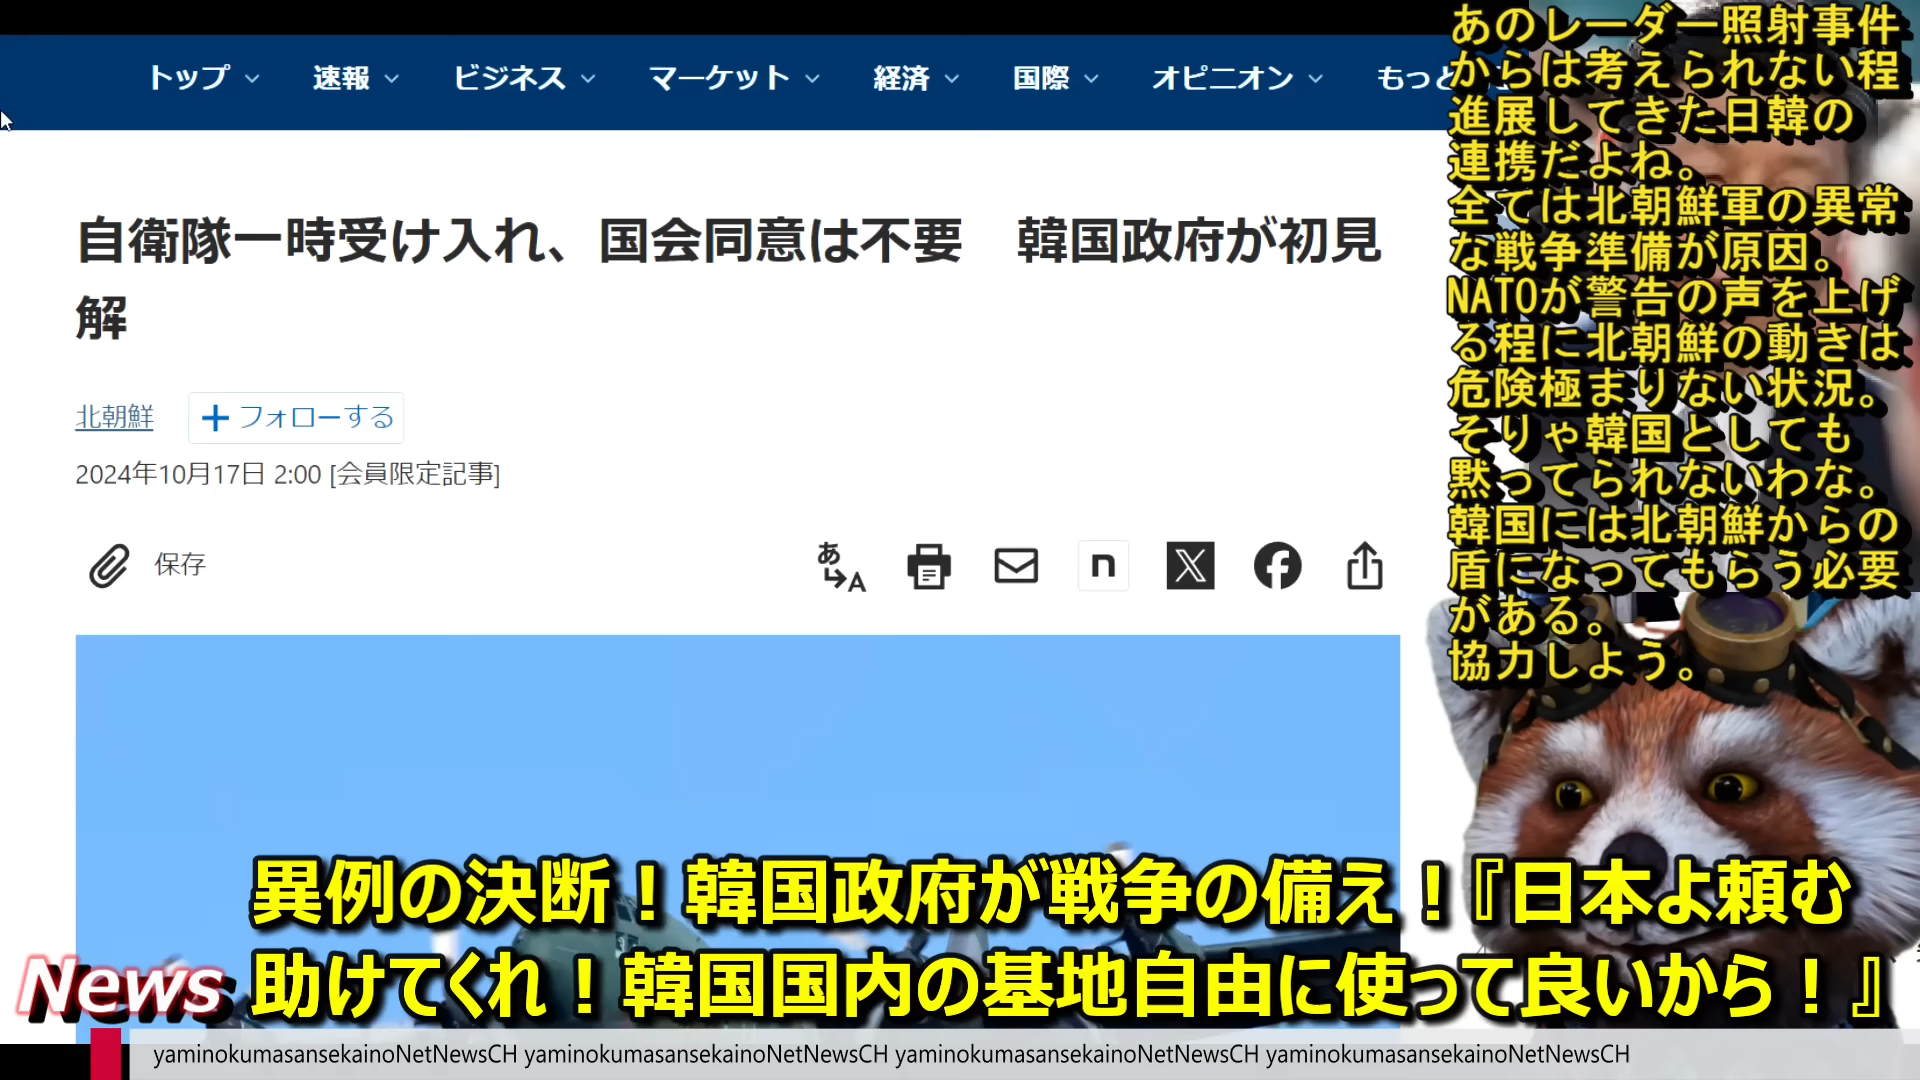 トップ 速報 ビジネス マーケット 経済 国際 オピニオン もっと
自衛隊一時受け入れ、国会同意は不要　韓国政府が初見
解
北朝鮮 + フォローする
2024年10月17日 2:00 [会員限定記事]
保存
あのレーダー照射事件
からは考えられない程
進展してきた日韓の
連携だよね。
全ては北朝鮮軍の異常
な戦争準備が原因。
NATOが警告の声を上げ
る程に北朝鮮の動きは
危険極まりない状況。
そりゃ韓国としても
黙ってられないわな。
韓国には北朝鮮からの
盾になってもらう必要
がある。
協力しよう。
異例の決断！韓国政府が戦争の備え！『日本よ頼む
助けてくれ！韓国国内の基地自由に使って良いから！』
News
yaminokumasansekainoNetNewsCH yaminokumasansekainoNetNewsCH yaminokumasansekainoNetNewsCH yaminokumasansekainoNetNewsCH